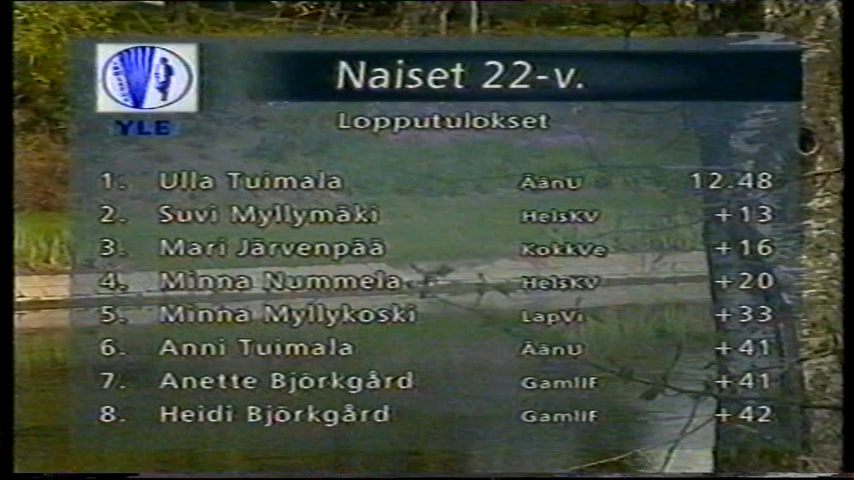 Naiset 22-v.
YLE
Lopputulokset
1. Ulla Tuimala ÄänU 12.48
2. Suvi Myllymäki HelsKV +13
3. Mari Järvenpää KokkVe +16
4. Minna Nummela HelsKV +20
5. Minna Myllykoski LapVi +33
6. Anni Tuimala ÄänU +41
7. Anette Björkgård GamlIF +41
8. Heidi Björkgård GamlIF +42